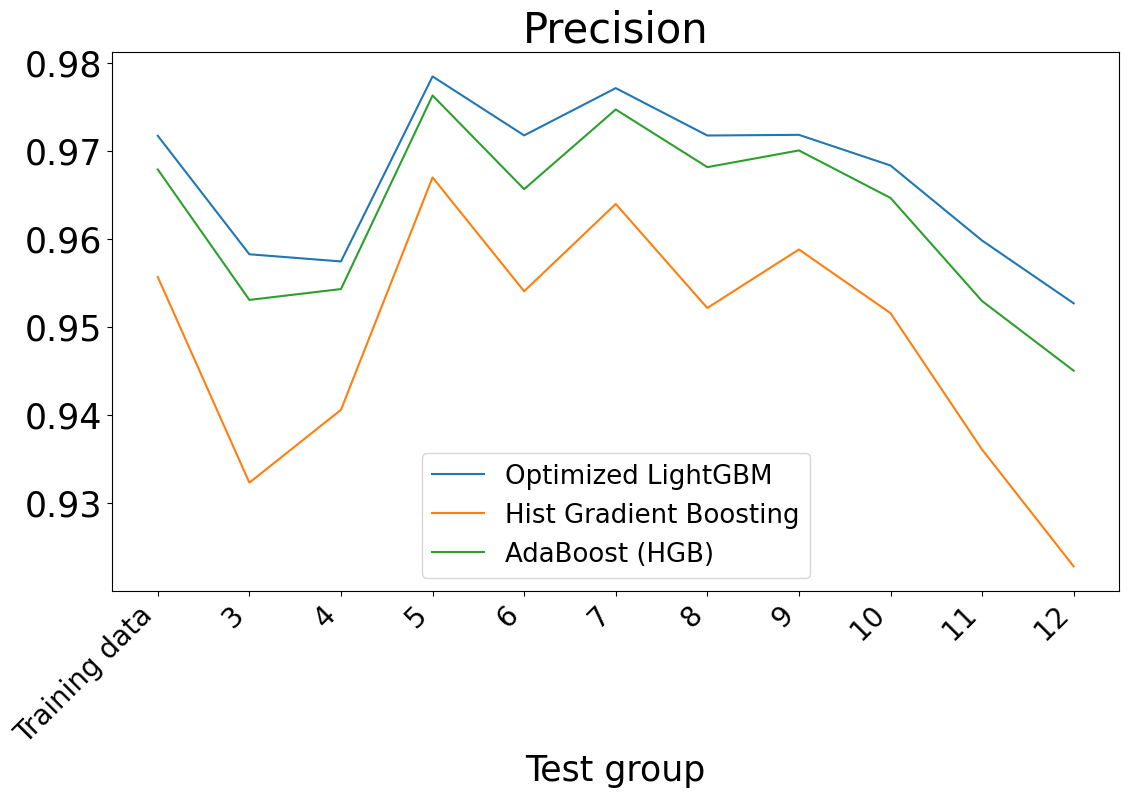 Precision
0.98
0.97
0.96
0.95
0.94
0.93
Optimized LightGBM
Hist Gradient Boosting
AdaBoost (HGB)
Training data
3
4
5
6
7
8
9
10
11
12
Test group